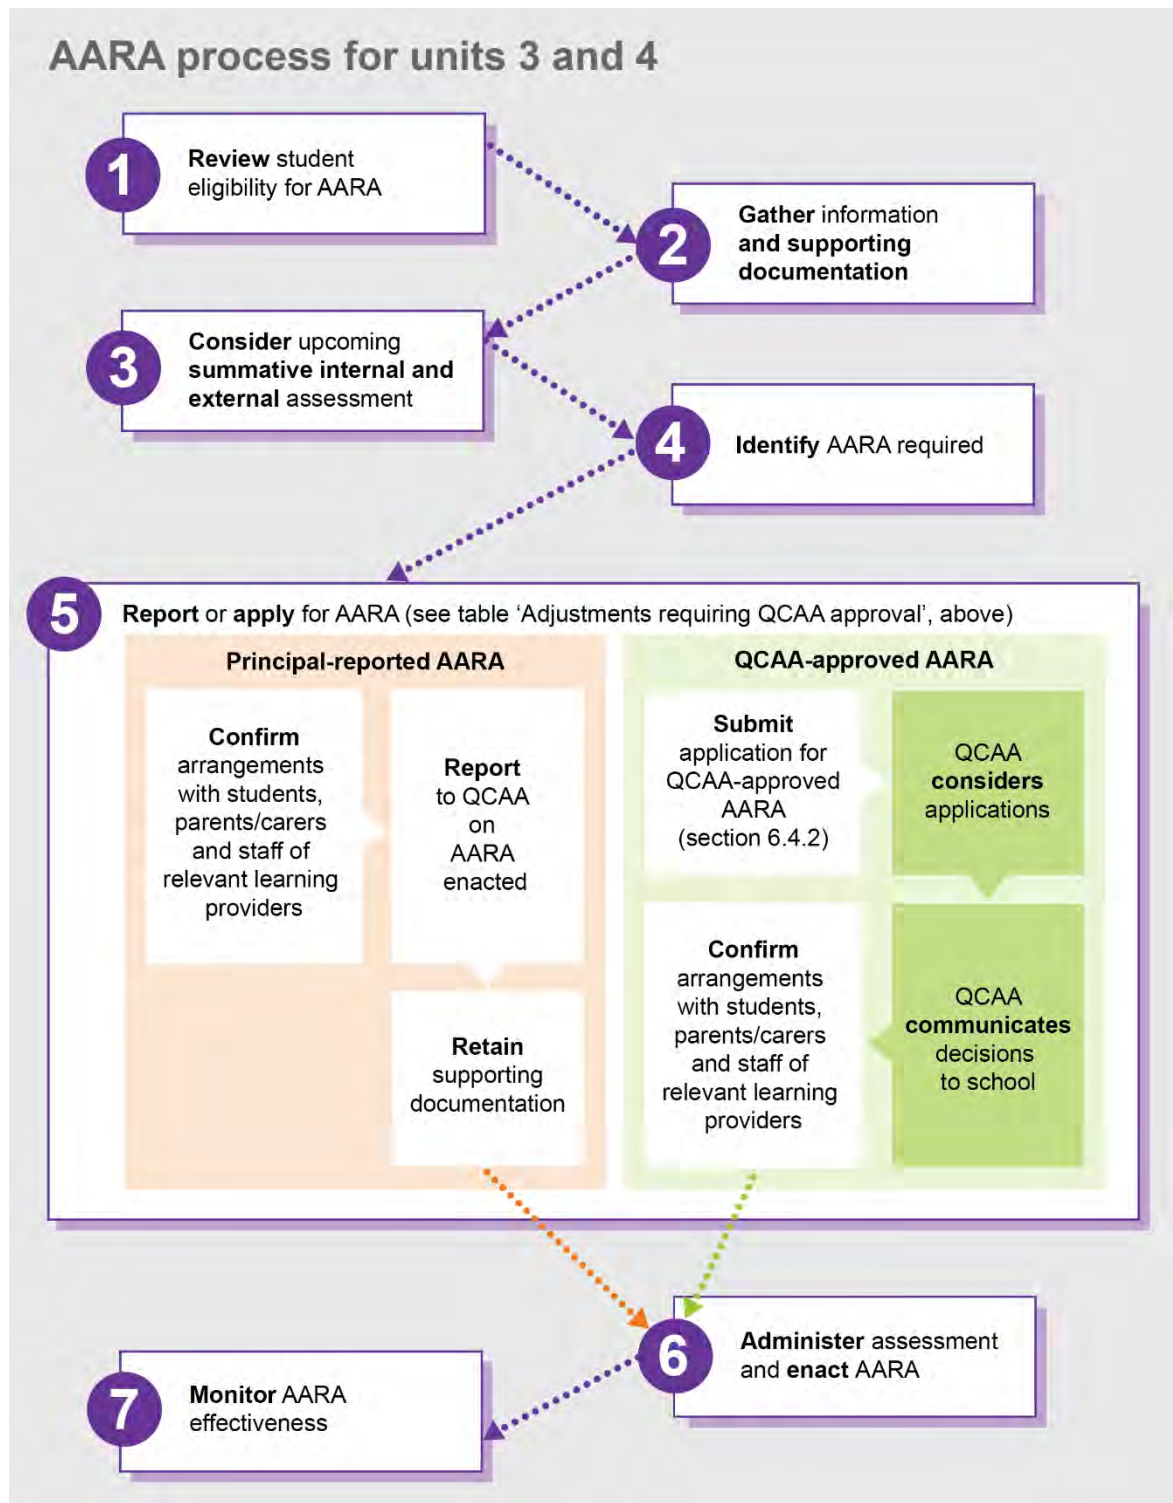 AARA process for units 3 and 4
1
Review student
eligibility for AARA
2
Gather information
and supporting
documentation
3
Consider upcoming
summative internal and
external assessment
4
Identify AARA required
5
Report or apply for AARA (see table ‘Adjustments requiring QCAA approval’, above)
Principal-reported AARA
Confirm
arrangements
with students,
parents/carers
and staff of
relevant learning
providers
Report
to QCAA
on
AARA
enacted
Retain
supporting
documentation
QCAA-approved AARA
Submit
application for
QCAA-approved
AARA
(section 6.4.2)
QCAA
considers
applications
QCAA
communicates
decisions
to school
Confirm
arrangements
with students,
parents/carers
and staff of
relevant learning
providers
6
Administer assessment
and enact AARA
7
Monitor AARA
effectiveness